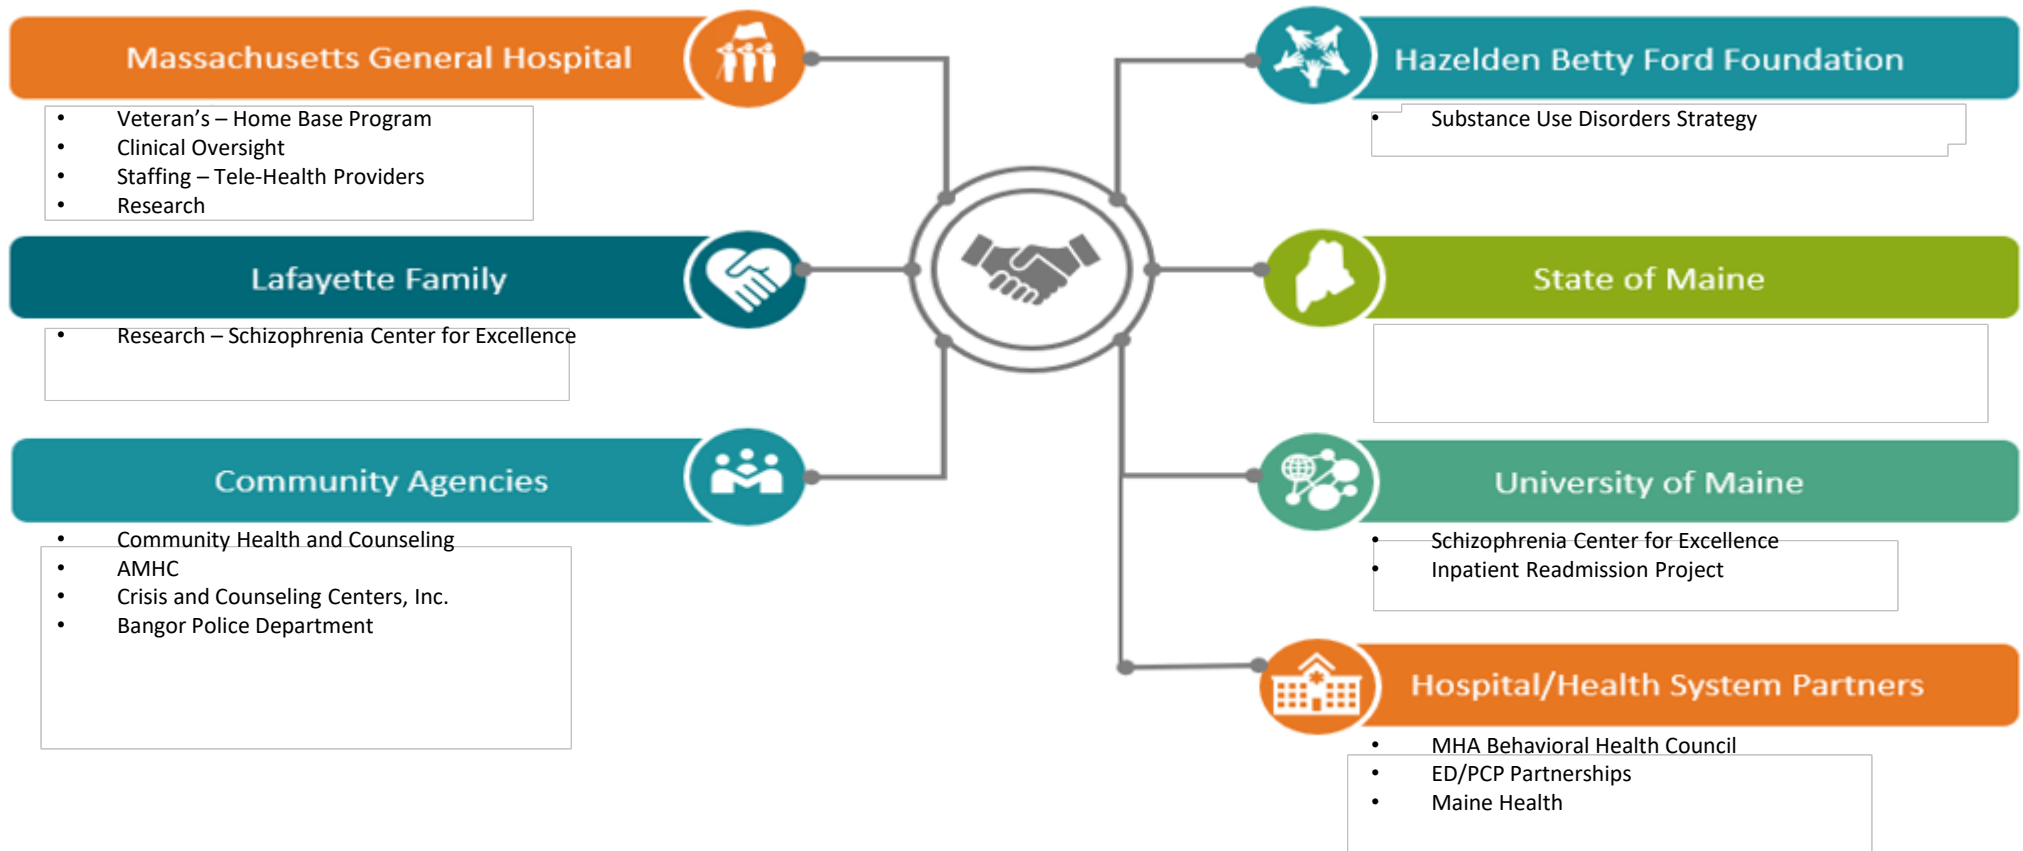 Massachusetts General Hospital
• Veteran’s – Home Base Program
• Clinical Oversight
• Staffing – Tele-Health Providers
• Research
Lafayette Family
• Research – Schizophrenia Center for Excellence
Community Agencies
• Community Health and Counseling
• AMHC
• Crisis and Counseling Centers, Inc.
• Bangor Police Department
Hazelden Betty Ford Foundation
• Substance Use Disorders Strategy
State of Maine
University of Maine
• Schizophrenia Center for Excellence
• Inpatient Readmission Project
Hospital/Health System Partners
• MHA Behavioral Health Council
• ED/PCP Partnerships
• Maine Health